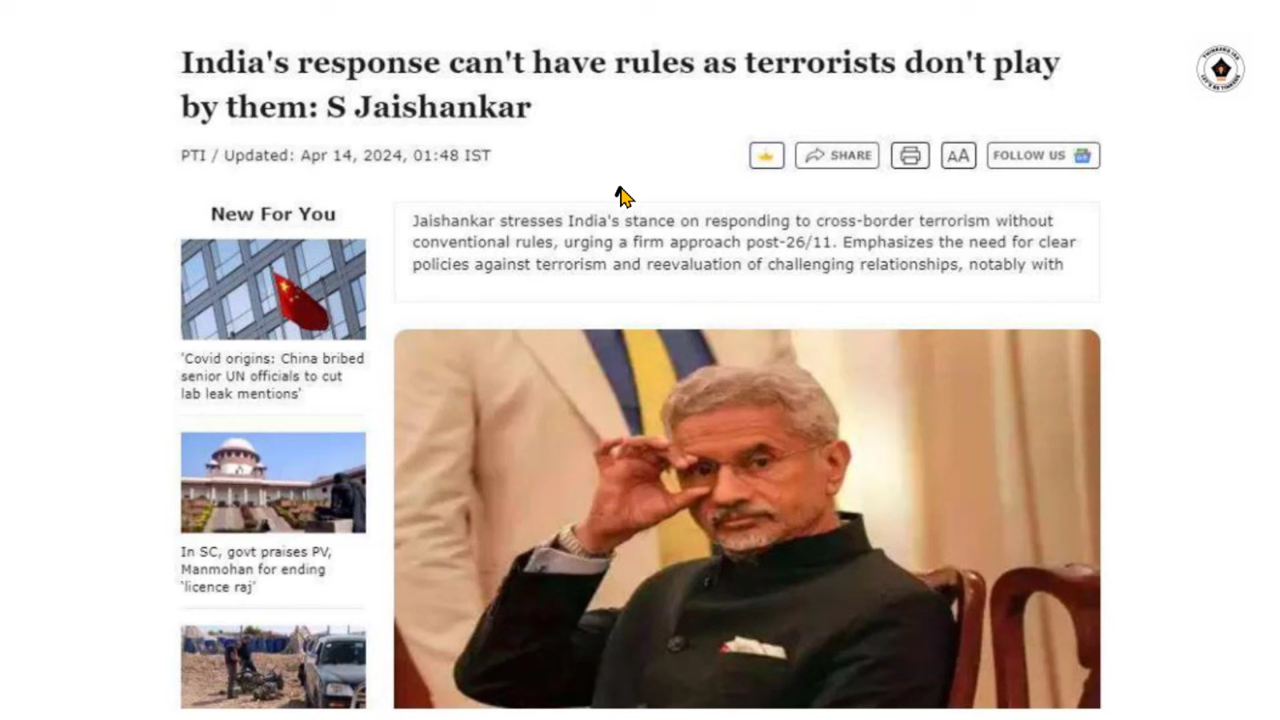 India's response can't have rules as terrorists don't play
by them: S Jaishankar
PTI / Updated: Apr 14, 2024, 01:48 IST
SHARE
AA
FOLLOW US
New For You
'Covid origins: China bribed
senior UN officials to cut
lab leak mentions'
In SC, govt praises PV,
Manmohan for ending
'licence raj'
Jaishankar stresses India's stance on responding to cross-border terrorism without
conventional rules, urging a firm approach post-26/11. Emphasizes the need for clear
policies against terrorism and reevaluation of challenging relationships, notably with